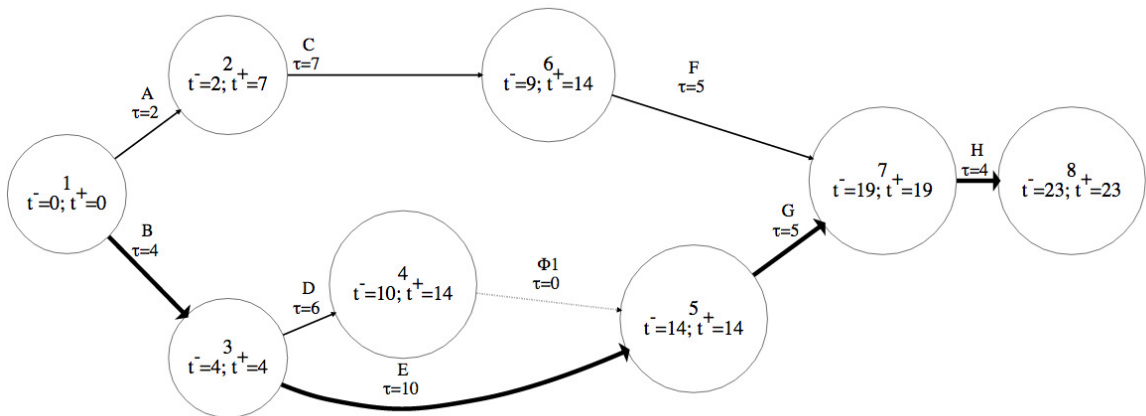 C
τ=7
2
t⁻=2; t⁺=7
6
t⁻=9; t⁺=14
F
τ=5
A
τ=2
1
t⁻=0; t⁺=0
7
t⁻=19; t⁺=19
H
τ=4
8
t⁻=23; t⁺=23
B
τ=4
G
τ=5
4
t⁻=10; t⁺=14
Φ1
τ=0
D
τ=6
5
t⁻=14; t⁺=14
3
t⁻=4; t⁺=4
E
τ=10